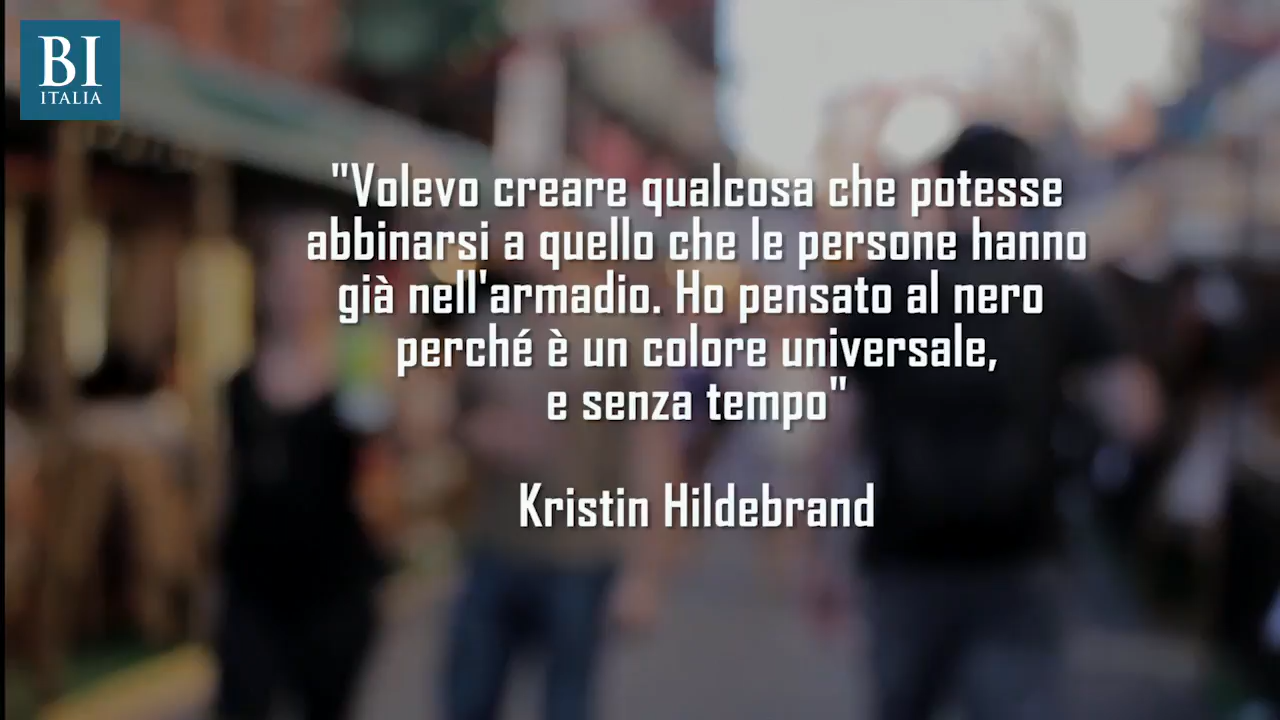 BI
ITALIA
"Volevo creare qualcosa che potesse
abbinarsi a quello che le persone hanno
già nell'armadio. Ho pensato al nero
perché è un colore universale,
e senza tempo"
Kristin Hildebrand